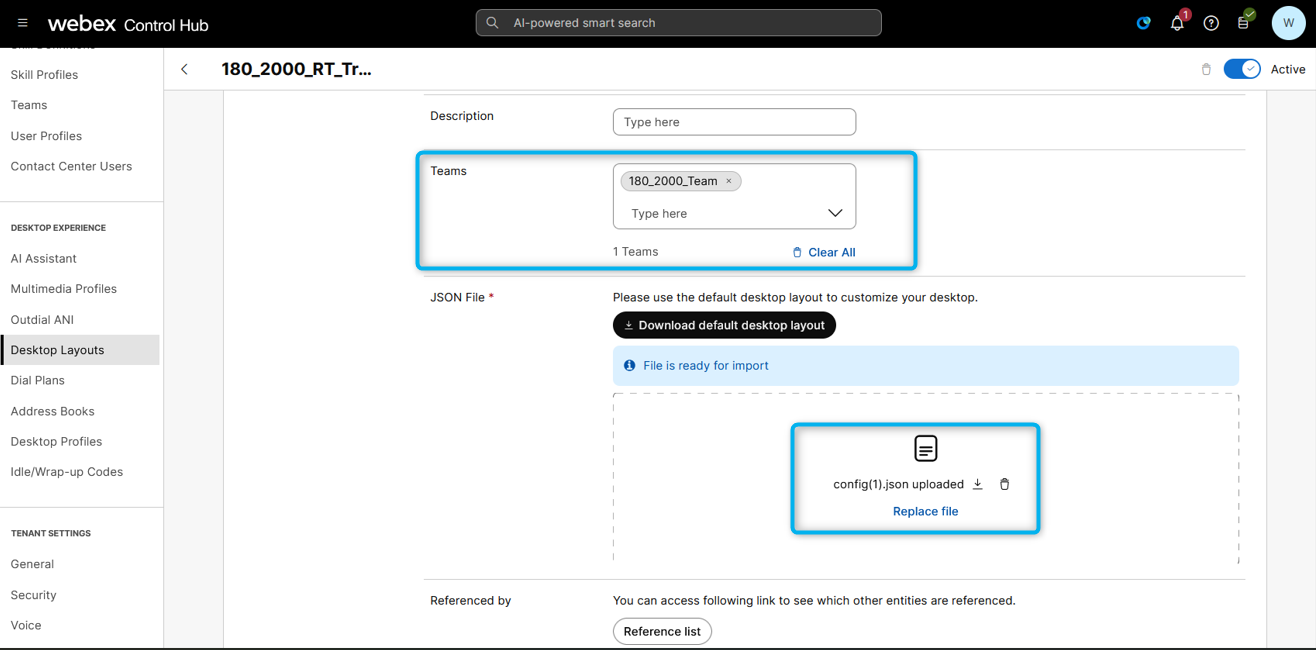 webex Control Hub
AI-powered smart search
1
W
Skill Profiles
Teams
User Profiles
Contact Center Users
DESKTOP EXPERIENCE
AI Assistant
Multimedia Profiles
Outdial ANI
Desktop Layouts
Dial Plans
Address Books
Desktop Profiles
Idle/Wrap-up Codes
TENANT SETTINGS
General
Security
Voice
180_2000_RT_Tr...
Active
Description
Type here
Teams
180_2000_Team ×
Type here
1 Teams
Clear All
JSON File *
Please use the default desktop layout to customize your desktop.
Download default desktop layout
File is ready for import
config(1).json uploaded
Replace file
Referenced by
You can access following link to see which other entities are referenced.
Reference list